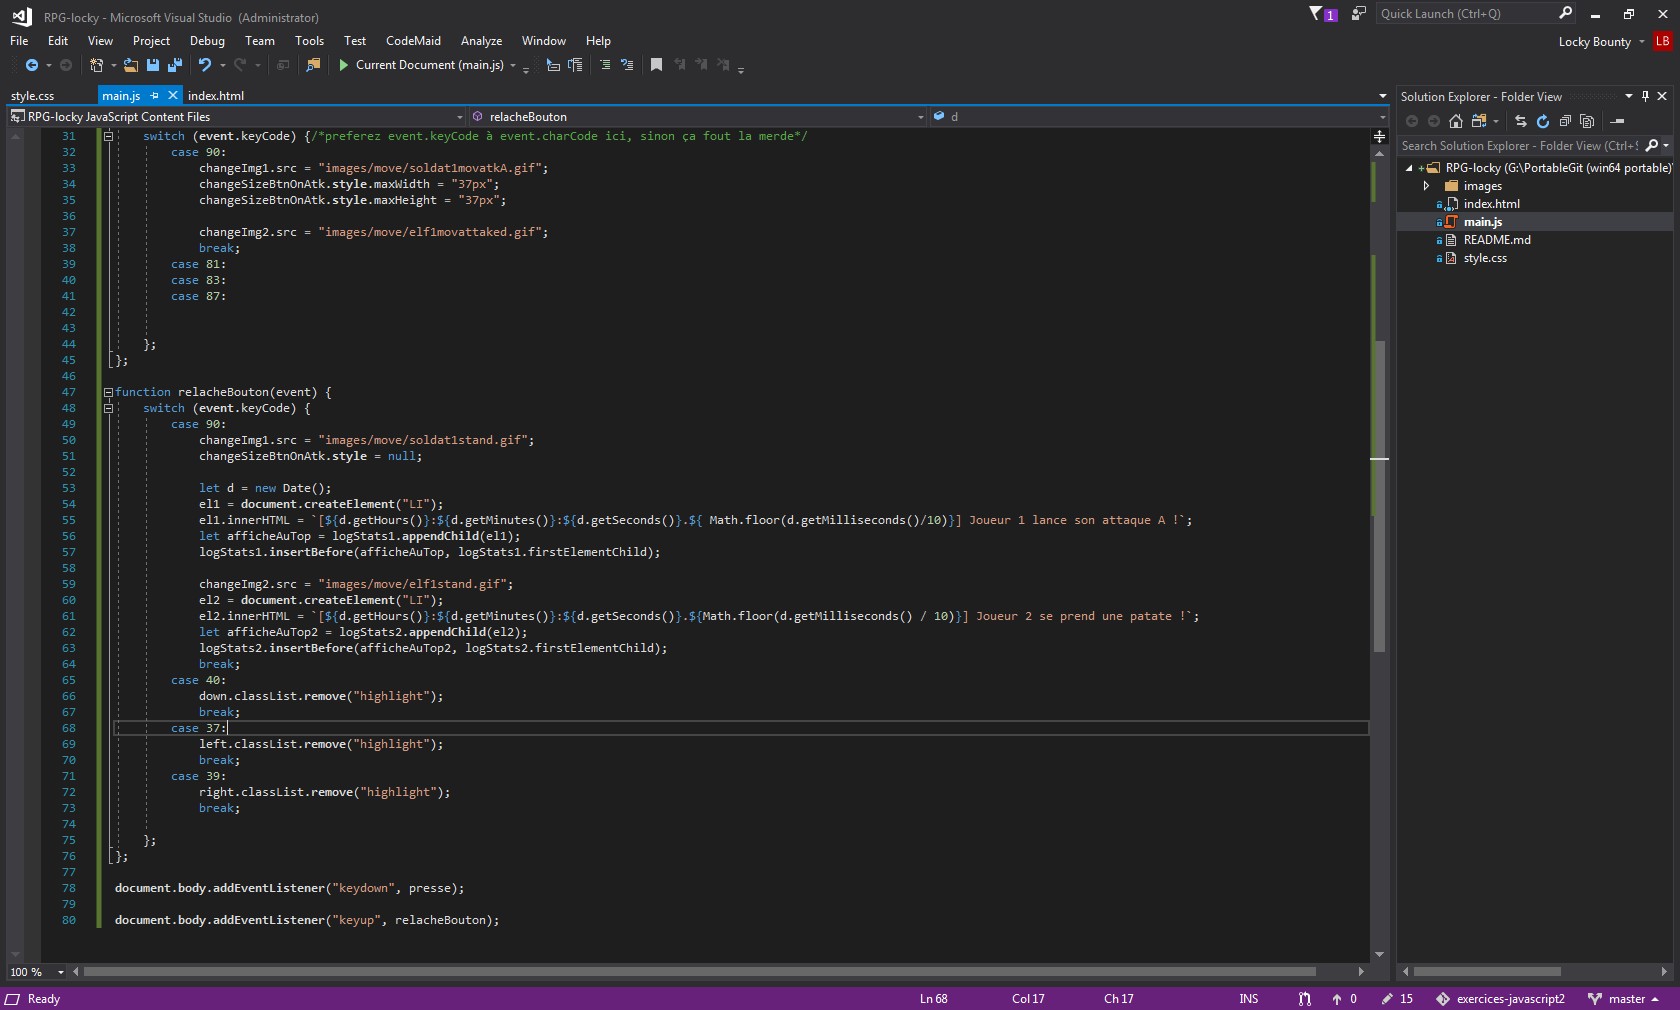 RPG-locky - Microsoft Visual Studio (Administrator)
1
Quick Launch (Ctrl+Q)
File Edit View Project Debug Team Tools Test CodeMaid Analyze Window Help
Locky Bounty LB
Current Document (main.js)
style.css main.js index.html
RPG-locky JavaScript Content Files relacheBouton d
31 switch (event.keyCode) {/*preferez event.keyCode à event.charCode ici, sinon ça fout la merde*/
32 case 90:
33 changeImg1.src = "images/move/soldat1movatkA.gif";
34 changeSizeBtnOnAtk.style.maxWidth = "37px";
35 changeSizeBtnOnAtk.style.maxHeight = "37px";
36
37 changeImg2.src = "images/move/elf1movattaked.gif";
38 break;
39 case 81:
40 case 83:
41 case 87:
42
43
44 };
45 };
46
47 function relacheBouton(event) {
48 switch (event.keyCode) {
49 case 90:
50 changeImg1.src = "images/move/soldat1stand.gif";
51 changeSizeBtnOnAtk.style = null;
52
53 let d = new Date();
54 el1 = document.createElement("LI");
55 el1.innerHTML = `[${d.getHours()}:${d.getMinutes()}:${d.getSeconds()}.${ Math.floor(d.getMilliseconds()/10)}] Joueur 1 lance son attaque A !`;
56 let afficheAuTop = logStats1.appendChild(el1);
57 logStats1.insertBefore(afficheAuTop, logStats1.firstElementChild);
58
59 changeImg2.src = "images/move/elf1stand.gif";
60 el2 = document.createElement("LI");
61 el2.innerHTML = `[${d.getHours()}:${d.getMinutes()}:${d.getSeconds()}.${Math.floor(d.getMilliseconds() / 10)}] Joueur 2 se prend une patate !`;
62 let afficheAuTop2 = logStats2.appendChild(el2);
63 logStats2.insertBefore(afficheAuTop2, logStats2.firstElementChild);
64 break;
65 case 40:
66 down.classList.remove("highlight");
67 break;
68 case 37:
69 left.classList.remove("highlight");
70 break;
71 case 39:
72 right.classList.remove("highlight");
73 break;
74
75 };
76 };
77
78 document.body.addEventListener("keydown", presse);
79
80 document.body.addEventListener("keyup", relacheBouton);
100 %
Solution Explorer - Folder View
Search Solution Explorer - Folder View (Ctrl+
RPG-locky (G:\PortableGit (win64 portable)
images
index.html
main.js
README.md
style.css
Ready Ln 68 Col 17 Ch 17 INS 0 15 exercices-javascript2 master